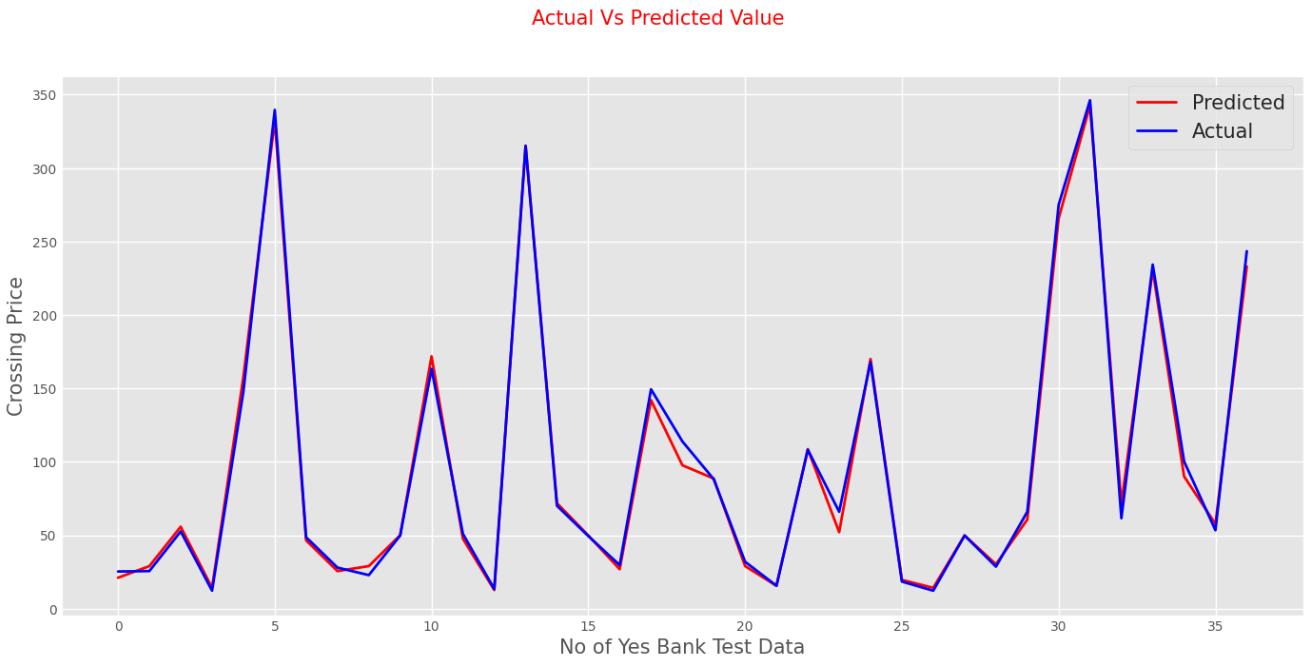 Actual Vs Predicted Value
350
300
250
200
150
100
50
0
Crossing Price
Predicted
Actual
0 5 10 15 20 25 30 35
No of Yes Bank Test Data